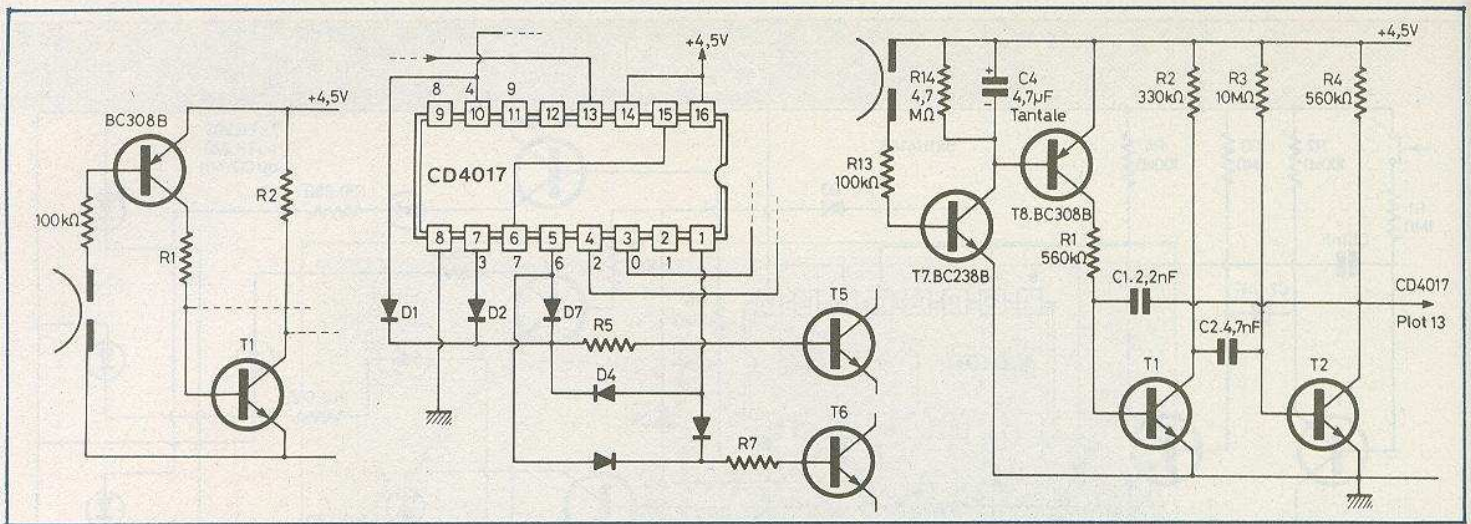 +4,5V
BC308B
100kΩ
R1
R2
T1
+4,5V
8 4 9
9 10 11 12 13 14 15 16
CD4017
8 7 6 5 4 3 2 1
3 7 6 2 0 1
D1
D2
D7
R5
D4
R7
T5
T6
+4,5V
R14
4,7
MΩ
+
C4
4,7µF
-
Tantale
R13
100kΩ
T7.BC238B
T8.BC308B
R1
560kΩ
R2
330kΩ
R3
10MΩ
R4
560kΩ
C1.2,2nF
C2.4,7nF
T1
T2
CD4017
Plot 13